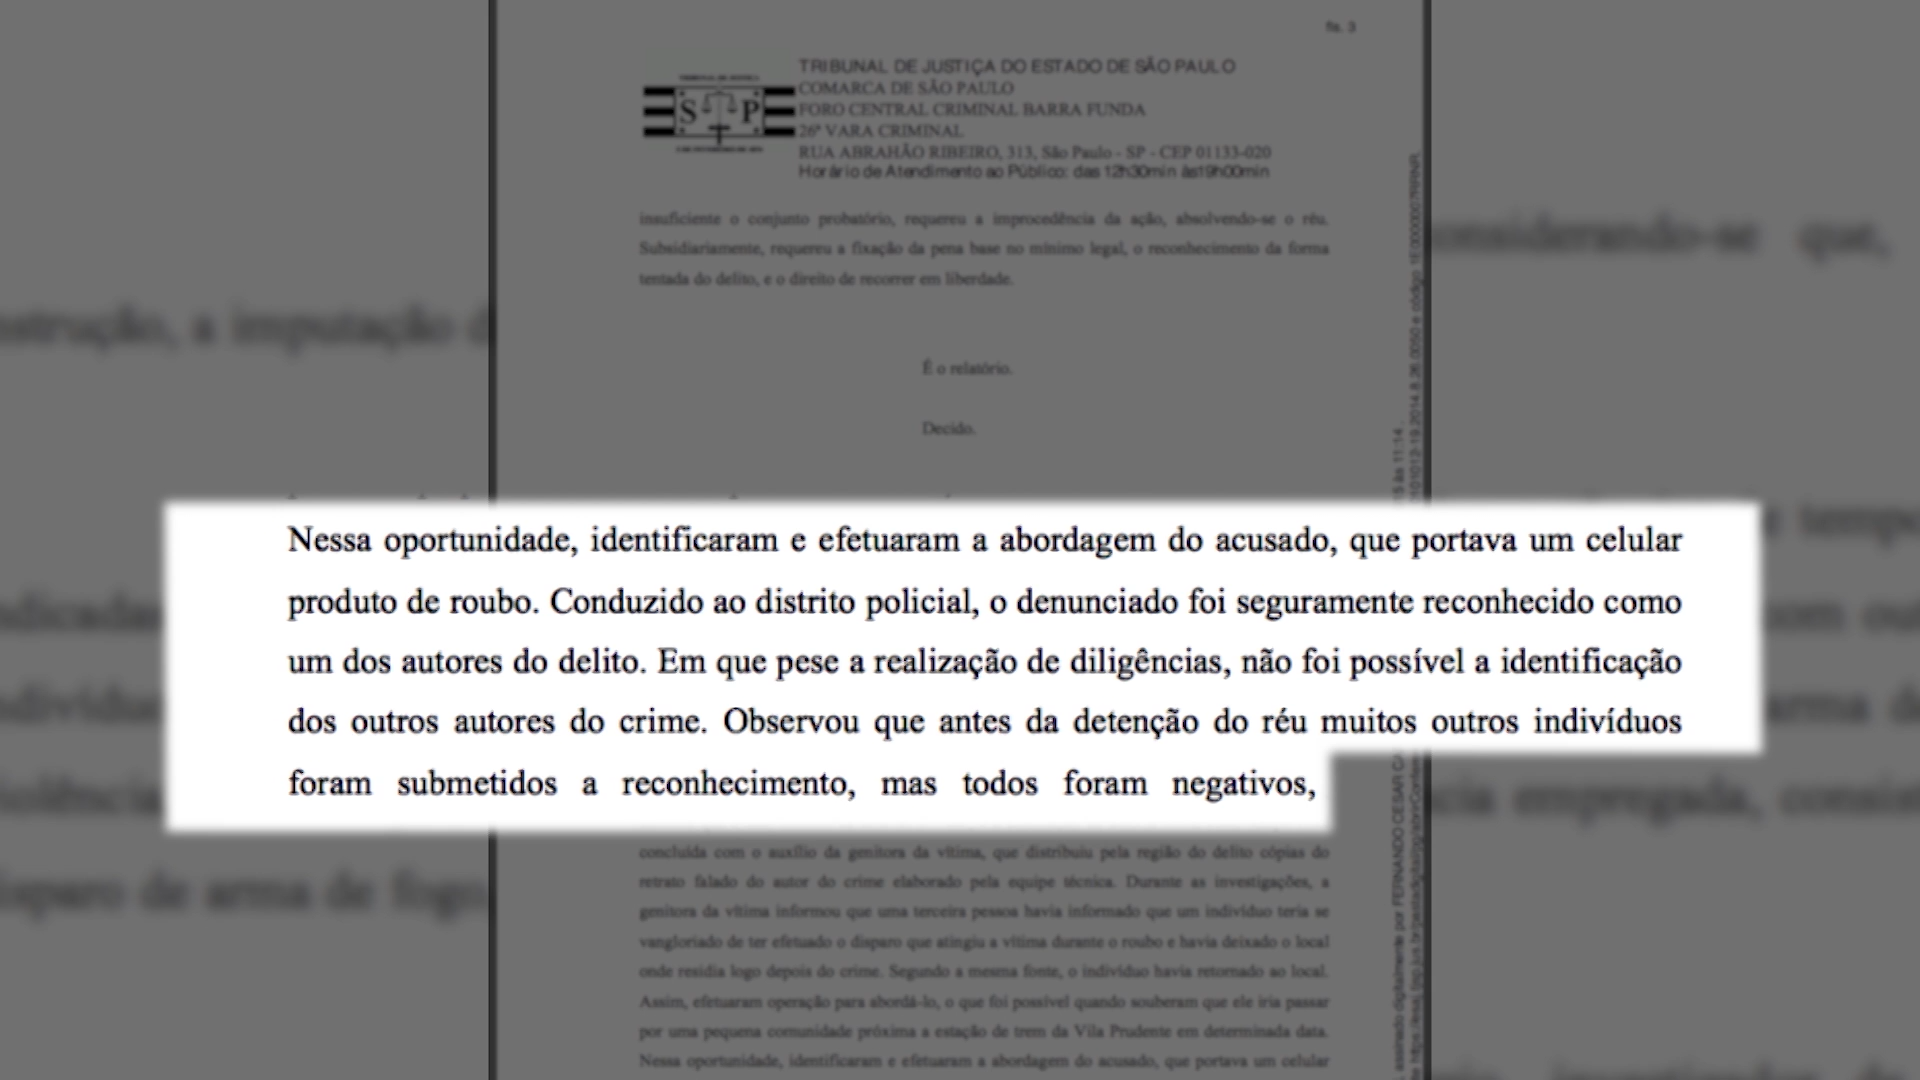 fls. 3
TRIBUNAL DE JUSTIÇA DO ESTADO DE SÃO PAULO
COMARCA DE SÃO PAULO
FORO CENTRAL CRIMINAL BARRA FUNDA
26ª VARA CRIMINAL
RUA ABRAHÃO RIBEIRO, 313, São Paulo - SP - CEP 01133-020
Horário de Atendimento ao Público: das 12h30min às19h00min
S P
insuficiente o conjunto probatório, requereu a improcedência da ação, absolvendo-se o réu.
Subsidiariamente, requereu a fixação da pena base no mínimo legal, o reconhecimento da forma
tentada do delito, e o direito de recorrer em liberdade.
considerando-se que,
a imputação
É o relatório.
Decido.
Nessa oportunidade, identificaram e efetuaram a abordagem do acusado, que portava um celular
produto de roubo. Conduzido ao distrito policial, o denunciado foi seguramente reconhecido como
um dos autores do delito. Em que pese a realização de diligências, não foi possível a identificação
dos outros autores do crime. Observou que antes da detenção do réu muitos outros indivíduos
foram submetidos a reconhecimento, mas todos foram negativos,
empregada,
de arma de fogo,
concluída com o auxílio da genitora da vítima, que distribuiu pela região do delito cópias do
retrato falado do autor do crime elaborado pela equipe técnica. Durante as investigações, a
genitora da vítima informou que uma terceira pessoa havia informado que um indivíduo teria se
vangloriado de ter efetuado o disparo que atingiu a vítima durante o roubo e havia deixado o local
onde residia logo depois do crime. Segundo a mesma fonte, o indivíduo havia retornado ao local.
Assim, efetuaram operação para abordá-lo, o que foi possível quando souberam que ele iria passar
por uma pequena comunidade próxima a estação de trem da Vila Prudente em determinada data.
Nessa oportunidade, identificaram e efetuaram a abordagem do acusado, que portava um celular